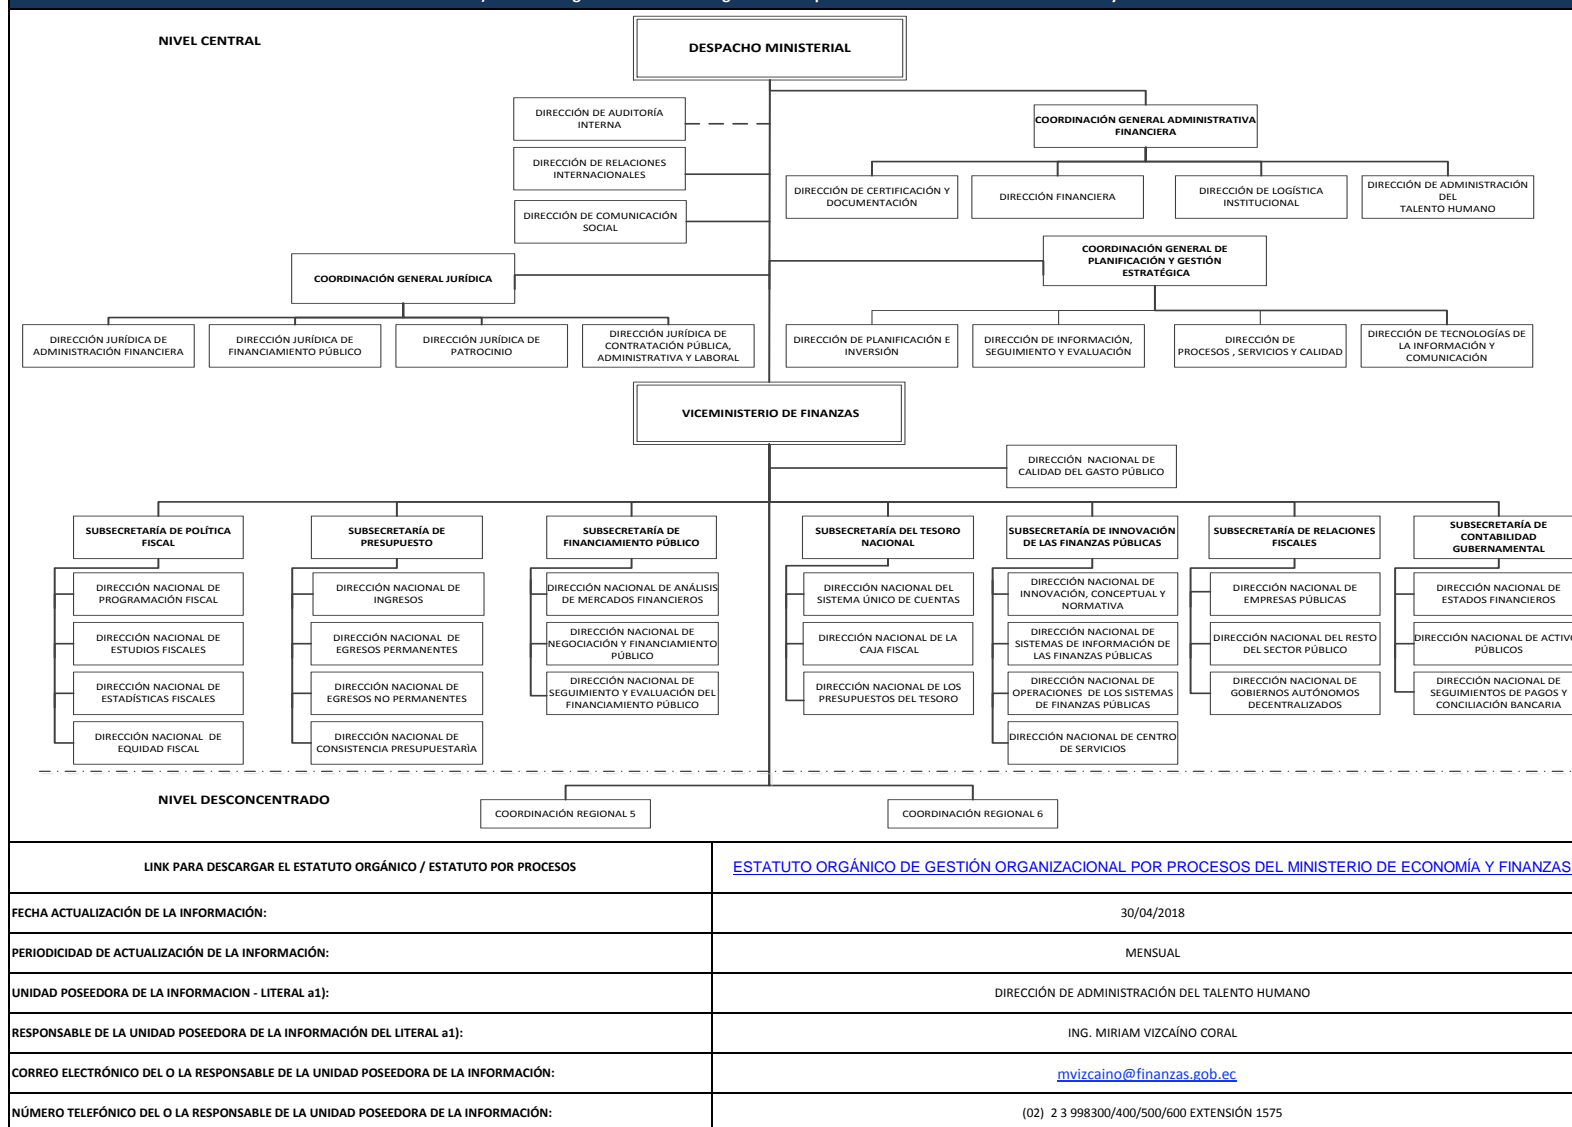 NIVEL CENTRAL
DESPACHO MINISTERIAL
DIRECCIÓN DE AUDITORÍA
INTERNA
COORDINACIÓN GENERAL ADMINISTRATIVA
FINANCIERA
DIRECCIÓN DE RELACIONES
INTERNACIONALES
DIRECCIÓN DE CERTIFICACIÓN Y
DOCUMENTACIÓN
DIRECCIÓN FINANCIERA
DIRECCIÓN DE LOGÍSTICA
INSTITUCIONAL
DIRECCIÓN DE ADMINISTRACIÓN
DEL
TALENTO HUMANO
DIRECCIÓN DE COMUNICACIÓN
SOCIAL
COORDINACIÓN GENERAL JURÍDICA
COORDINACIÓN GENERAL DE
PLANIFICACIÓN Y GESTIÓN
ESTRATÉGICA
DIRECCIÓN JURÍDICA DE
ADMINISTRACIÓN FINANCIERA
DIRECCIÓN JURÍDICA DE
FINANCIAMIENTO PÚBLICO
DIRECCIÓN JURÍDICA DE
PATROCINIO
DIRECCIÓN JURÍDICA DE
CONTRATACIÓN PÚBLICA,
ADMINISTRATIVA Y LABORAL
DIRECCIÓN DE PLANIFICACIÓN E
INVERSIÓN
DIRECCIÓN DE INFORMACIÓN,
SEGUIMIENTO Y EVALUACIÓN
DIRECCIÓN DE
PROCESOS , SERVICIOS Y CALIDAD
DIRECCIÓN DE TECNOLOGÍAS DE
LA INFORMACIÓN Y
COMUNICACIÓN
VICEMINISTERIO DE FINANZAS
DIRECCIÓN NACIONAL DE
CALIDAD DEL GASTO PÚBLICO
SUBSECRETARÍA DE POLÍTICA
FISCAL
SUBSECRETARÍA DE
PRESUPUESTO
SUBSECRETARÍA DE
FINANCIAMIENTO PÚBLICO
SUBSECRETARÍA DEL TESORO
NACIONAL
SUBSECRETARÍA DE INNOVACIÓN
DE LAS FINANZAS PÚBLICAS
SUBSECRETARÍA DE RELACIONES
FISCALES
SUBSECRETARÍA DE
CONTABILIDAD
GUBERNAMENTAL
DIRECCIÓN NACIONAL DE
PROGRAMACIÓN FISCAL
DIRECCIÓN NACIONAL DE
INGRESOS
DIRECCIÓN NACIONAL DE ANÁLISIS
DE MERCADOS FINANCIEROS
DIRECCIÓN NACIONAL DEL
SISTEMA ÚNICO DE CUENTAS
DIRECCIÓN NACIONAL DE
INNOVACIÓN, CONCEPTUAL Y
NORMATIVA
DIRECCIÓN NACIONAL DE
EMPRESAS PÚBLICAS
DIRECCIÓN NACIONAL DE
ESTADOS FINANCIEROS
DIRECCIÓN NACIONAL DE
ESTUDIOS FISCALES
DIRECCIÓN NACIONAL DE
EGRESOS PERMANENTES
DIRECCIÓN NACIONAL DE
NEGOCIACIÓN Y FINANCIAMIENTO
PÚBLICO
DIRECCIÓN NACIONAL DE LA
CAJA FISCAL
DIRECCIÓN NACIONAL DE
SISTEMAS DE INFORMACIÓN DE
LAS FINANZAS PÚBLICAS
DIRECCIÓN NACIONAL DEL RESTO
DEL SECTOR PÚBLICO
DIRECCIÓN NACIONAL DE ACTIVO
PÚBLICOS
DIRECCIÓN NACIONAL DE
ESTADÍSTICAS FISCALES
DIRECCIÓN NACIONAL DE
EGRESOS NO PERMANENTES
DIRECCIÓN NACIONAL DE
SEGUIMIENTO Y EVALUACIÓN DEL
FINANCIAMIENTO PÚBLICO
DIRECCIÓN NACIONAL DE LOS
PRESUPUESTOS DEL TESORO
DIRECCIÓN NACIONAL DE
OPERACIONES DE LOS SISTEMAS
DE FINANZAS PÚBLICAS
DIRECCIÓN NACIONAL DE
GOBIERNOS AUTÓNOMOS
DECENTRALIZADOS
DIRECCIÓN NACIONAL DE
SEGUIMIENTOS DE PAGOS Y
CONCILIACIÓN BANCARIA
DIRECCIÓN NACIONAL DE
EQUIDAD FISCAL
DIRECCIÓN NACIONAL DE
CONSISTENCIA PRESUPUESTARÌA
DIRECCIÓN NACIONAL DE CENTRO
DE SERVICIOS
NIVEL DESCONCENTRADO
COORDINACIÓN REGIONAL 5
COORDINACIÓN REGIONAL 6
LINK PARA DESCARGAR EL ESTATUTO ORGÁNICO / ESTATUTO POR PROCESOS
ESTATUTO ORGÁNICO DE GESTIÓN ORGANIZACIONAL POR PROCESOS DEL MINISTERIO DE ECONOMÍA Y FINANZAS
FECHA ACTUALIZACIÓN DE LA INFORMACIÓN:
30/04/2018
PERIODICIDAD DE ACTUALIZACIÓN DE LA INFORMACIÓN:
MENSUAL
UNIDAD POSEEDORA DE LA INFORMACION - LITERAL a1):
DIRECCIÓN DE ADMINISTRACIÓN DEL TALENTO HUMANO
RESPONSABLE DE LA UNIDAD POSEEDORA DE LA INFORMACIÓN DEL LITERAL a1):
ING. MIRIAM VIZCAÍNO CORAL
CORREO ELECTRÓNICO DEL O LA RESPONSABLE DE LA UNIDAD POSEEDORA DE LA INFORMACIÓN:
mvizcaino@finanzas.gob.ec
NÚMERO TELEFÓNICO DEL O LA RESPONSABLE DE LA UNIDAD POSEEDORA DE LA INFORMACIÓN:
(02) 2 3 998300/400/500/600 EXTENSIÓN 1575